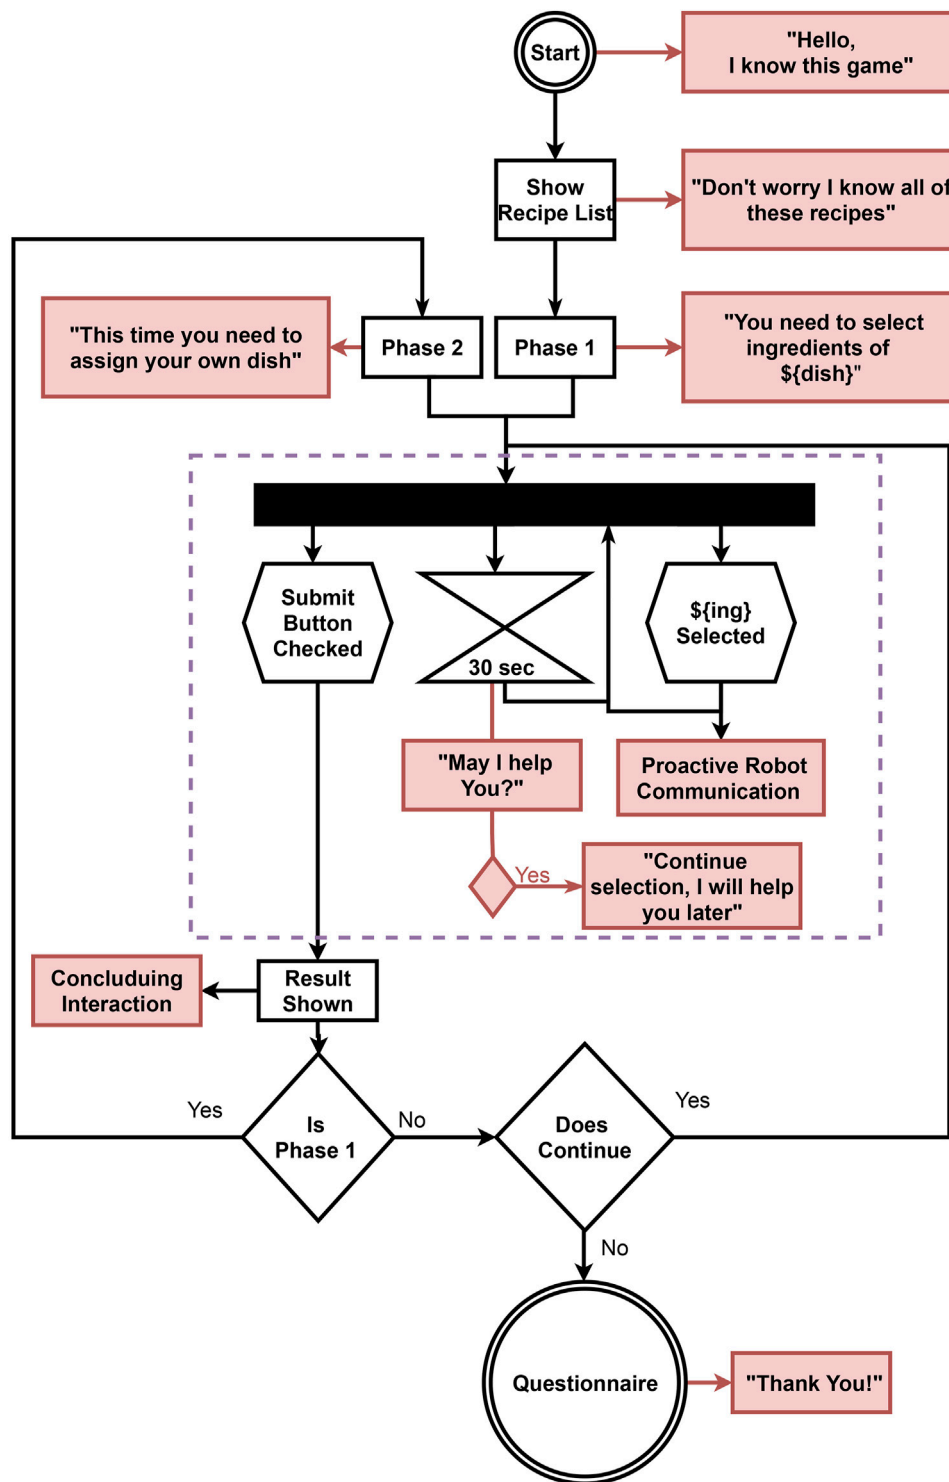 Start
"Hello,
I know this game"
Show
Recipe List
"Don't worry I know all of
these recipes"
"This time you need to
assign your own dish"
Phase 2
Phase 1
"You need to select
ingredients of
${dish}"
Submit
Button
Checked
30 sec
${ing}
Selected
"May I help
You?"
Proactive Robot
Communication
Yes
"Continue
selection, I will help
you later"
Concluduing
Interaction
Result
Shown
Yes
Is
Phase 1
No
Does
Continue
Yes
No
Questionnaire
"Thank You!"